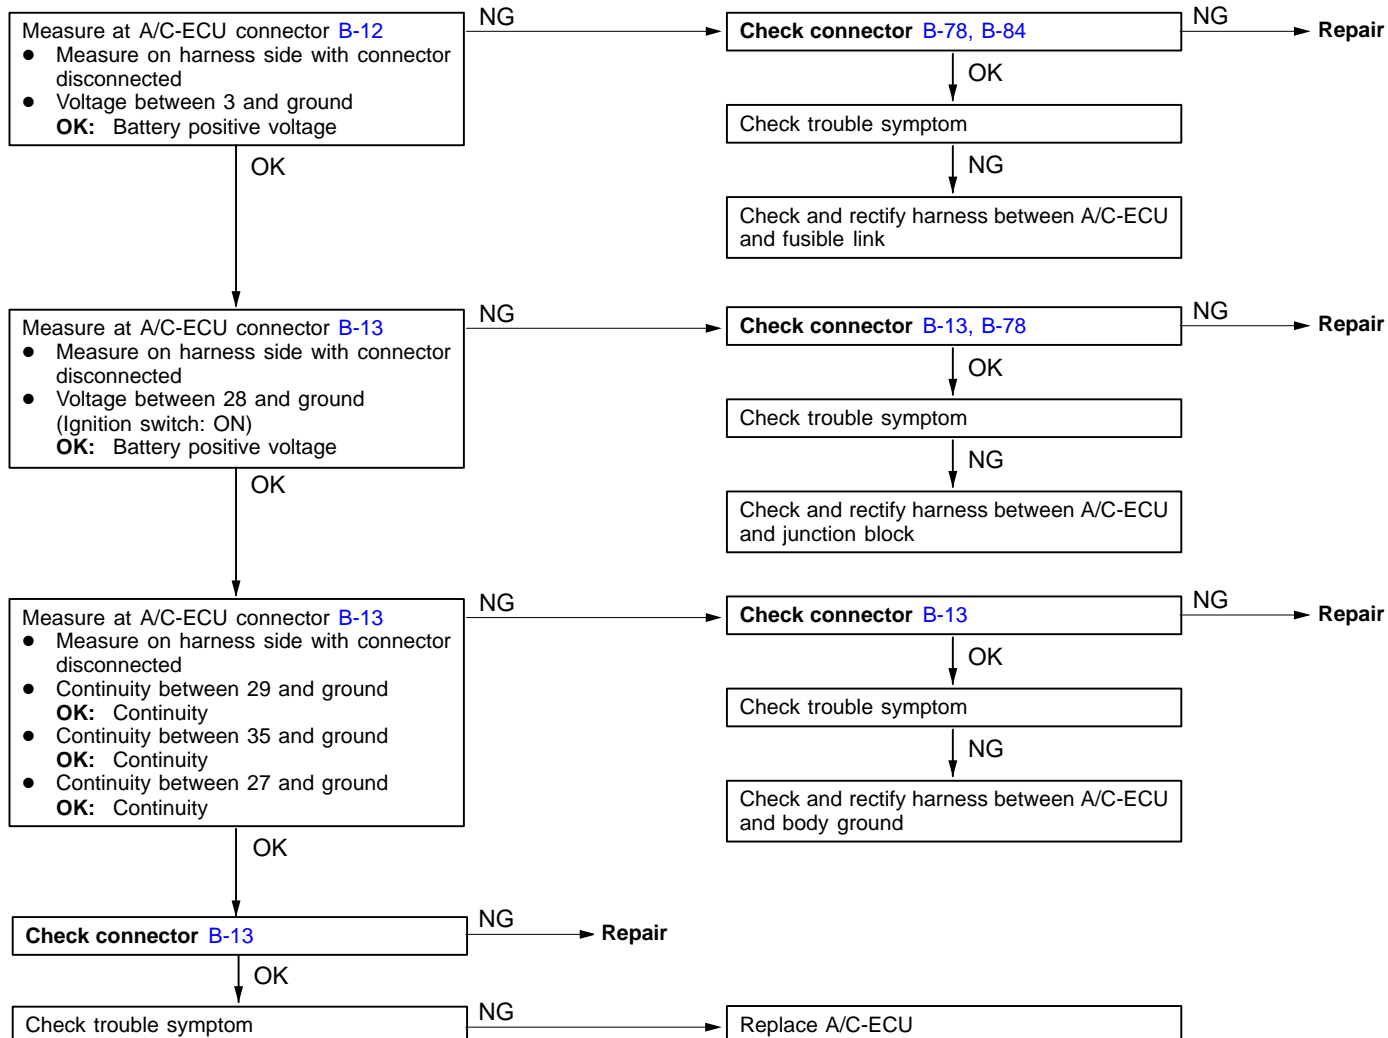 Measure at A/C-ECU connector B-12
● Measure on harness side with connector
disconnected
● Voltage between 3 and ground
OK: Battery positive voltage
NG
Check connector B-78, B-84
NG
Repair
OK
Check trouble symptom
NG
Check and rectify harness between A/C-ECU
and fusible link
OK
Measure at A/C-ECU connector B-13
● Measure on harness side with connector
disconnected
● Voltage between 28 and ground
(Ignition switch: ON)
OK: Battery positive voltage
NG
Check connector B-13, B-78
NG
Repair
OK
Check trouble symptom
NG
Check and rectify harness between A/C-ECU
and junction block
OK
Measure at A/C-ECU connector B-13
● Measure on harness side with connector
disconnected
● Continuity between 29 and ground
OK: Continuity
● Continuity between 35 and ground
OK: Continuity
● Continuity between 27 and ground
OK: Continuity
NG
Check connector B-13
NG
Repair
OK
Check trouble symptom
NG
Check and rectify harness between A/C-ECU
and body ground
OK
Check connector B-13
NG
Repair
OK
Check trouble symptom
NG
Replace A/C-ECU